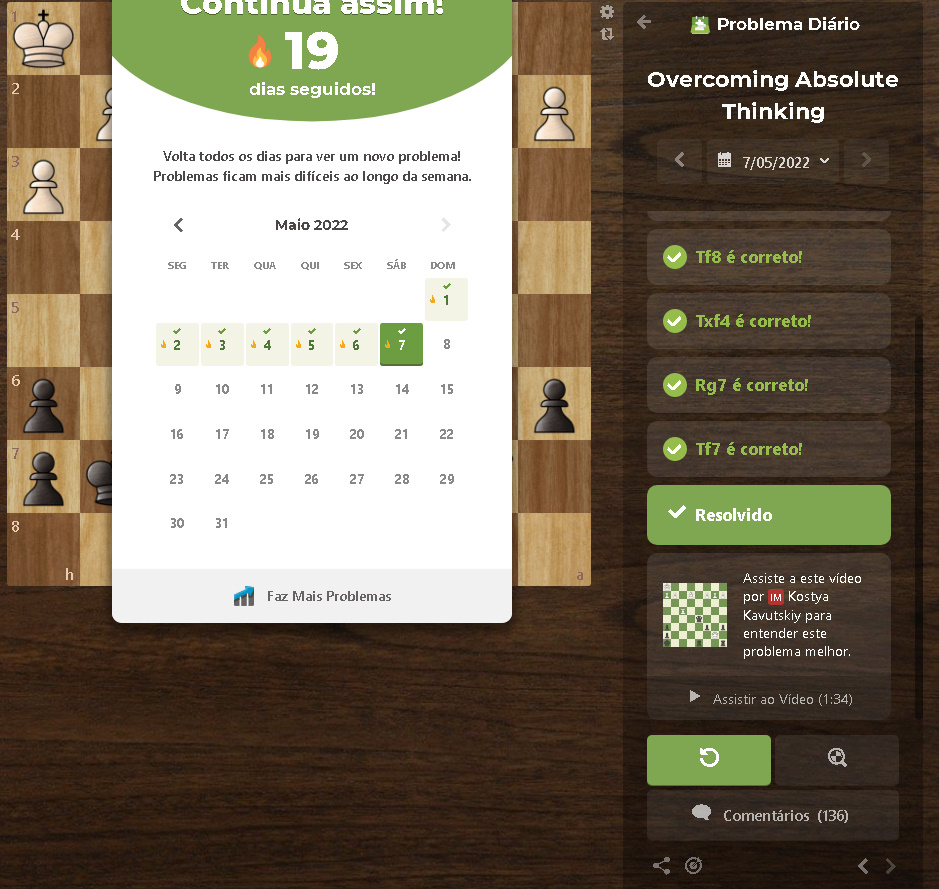 Continua assim!
19
dias seguidos!
Volta todos os dias para ver um novo problema!
Problemas ficam mais difíceis ao longo da semana.
Maio 2022
SEG TER QUA QUI SEX SÁB DOM
1
2 3 4 5 6 7 8
9 10 11 12 13 14 15
16 17 18 19 20 21 22
23 24 25 26 27 28 29
30 31
Faz Mais Problemas
1
2
3
4
5
6
7
8
h
a
Problema Diário
Overcoming Absolute
Thinking
7/05/2022
Tf8 é correto!
Txf4 é correto!
Rg7 é correto!
Tf7 é correto!
Resolvido
Assiste a este vídeo
por IM Kostya
Kavutskiy para
entender este
problema melhor.
Assistir ao Vídeo (1:34)
Comentários (136)